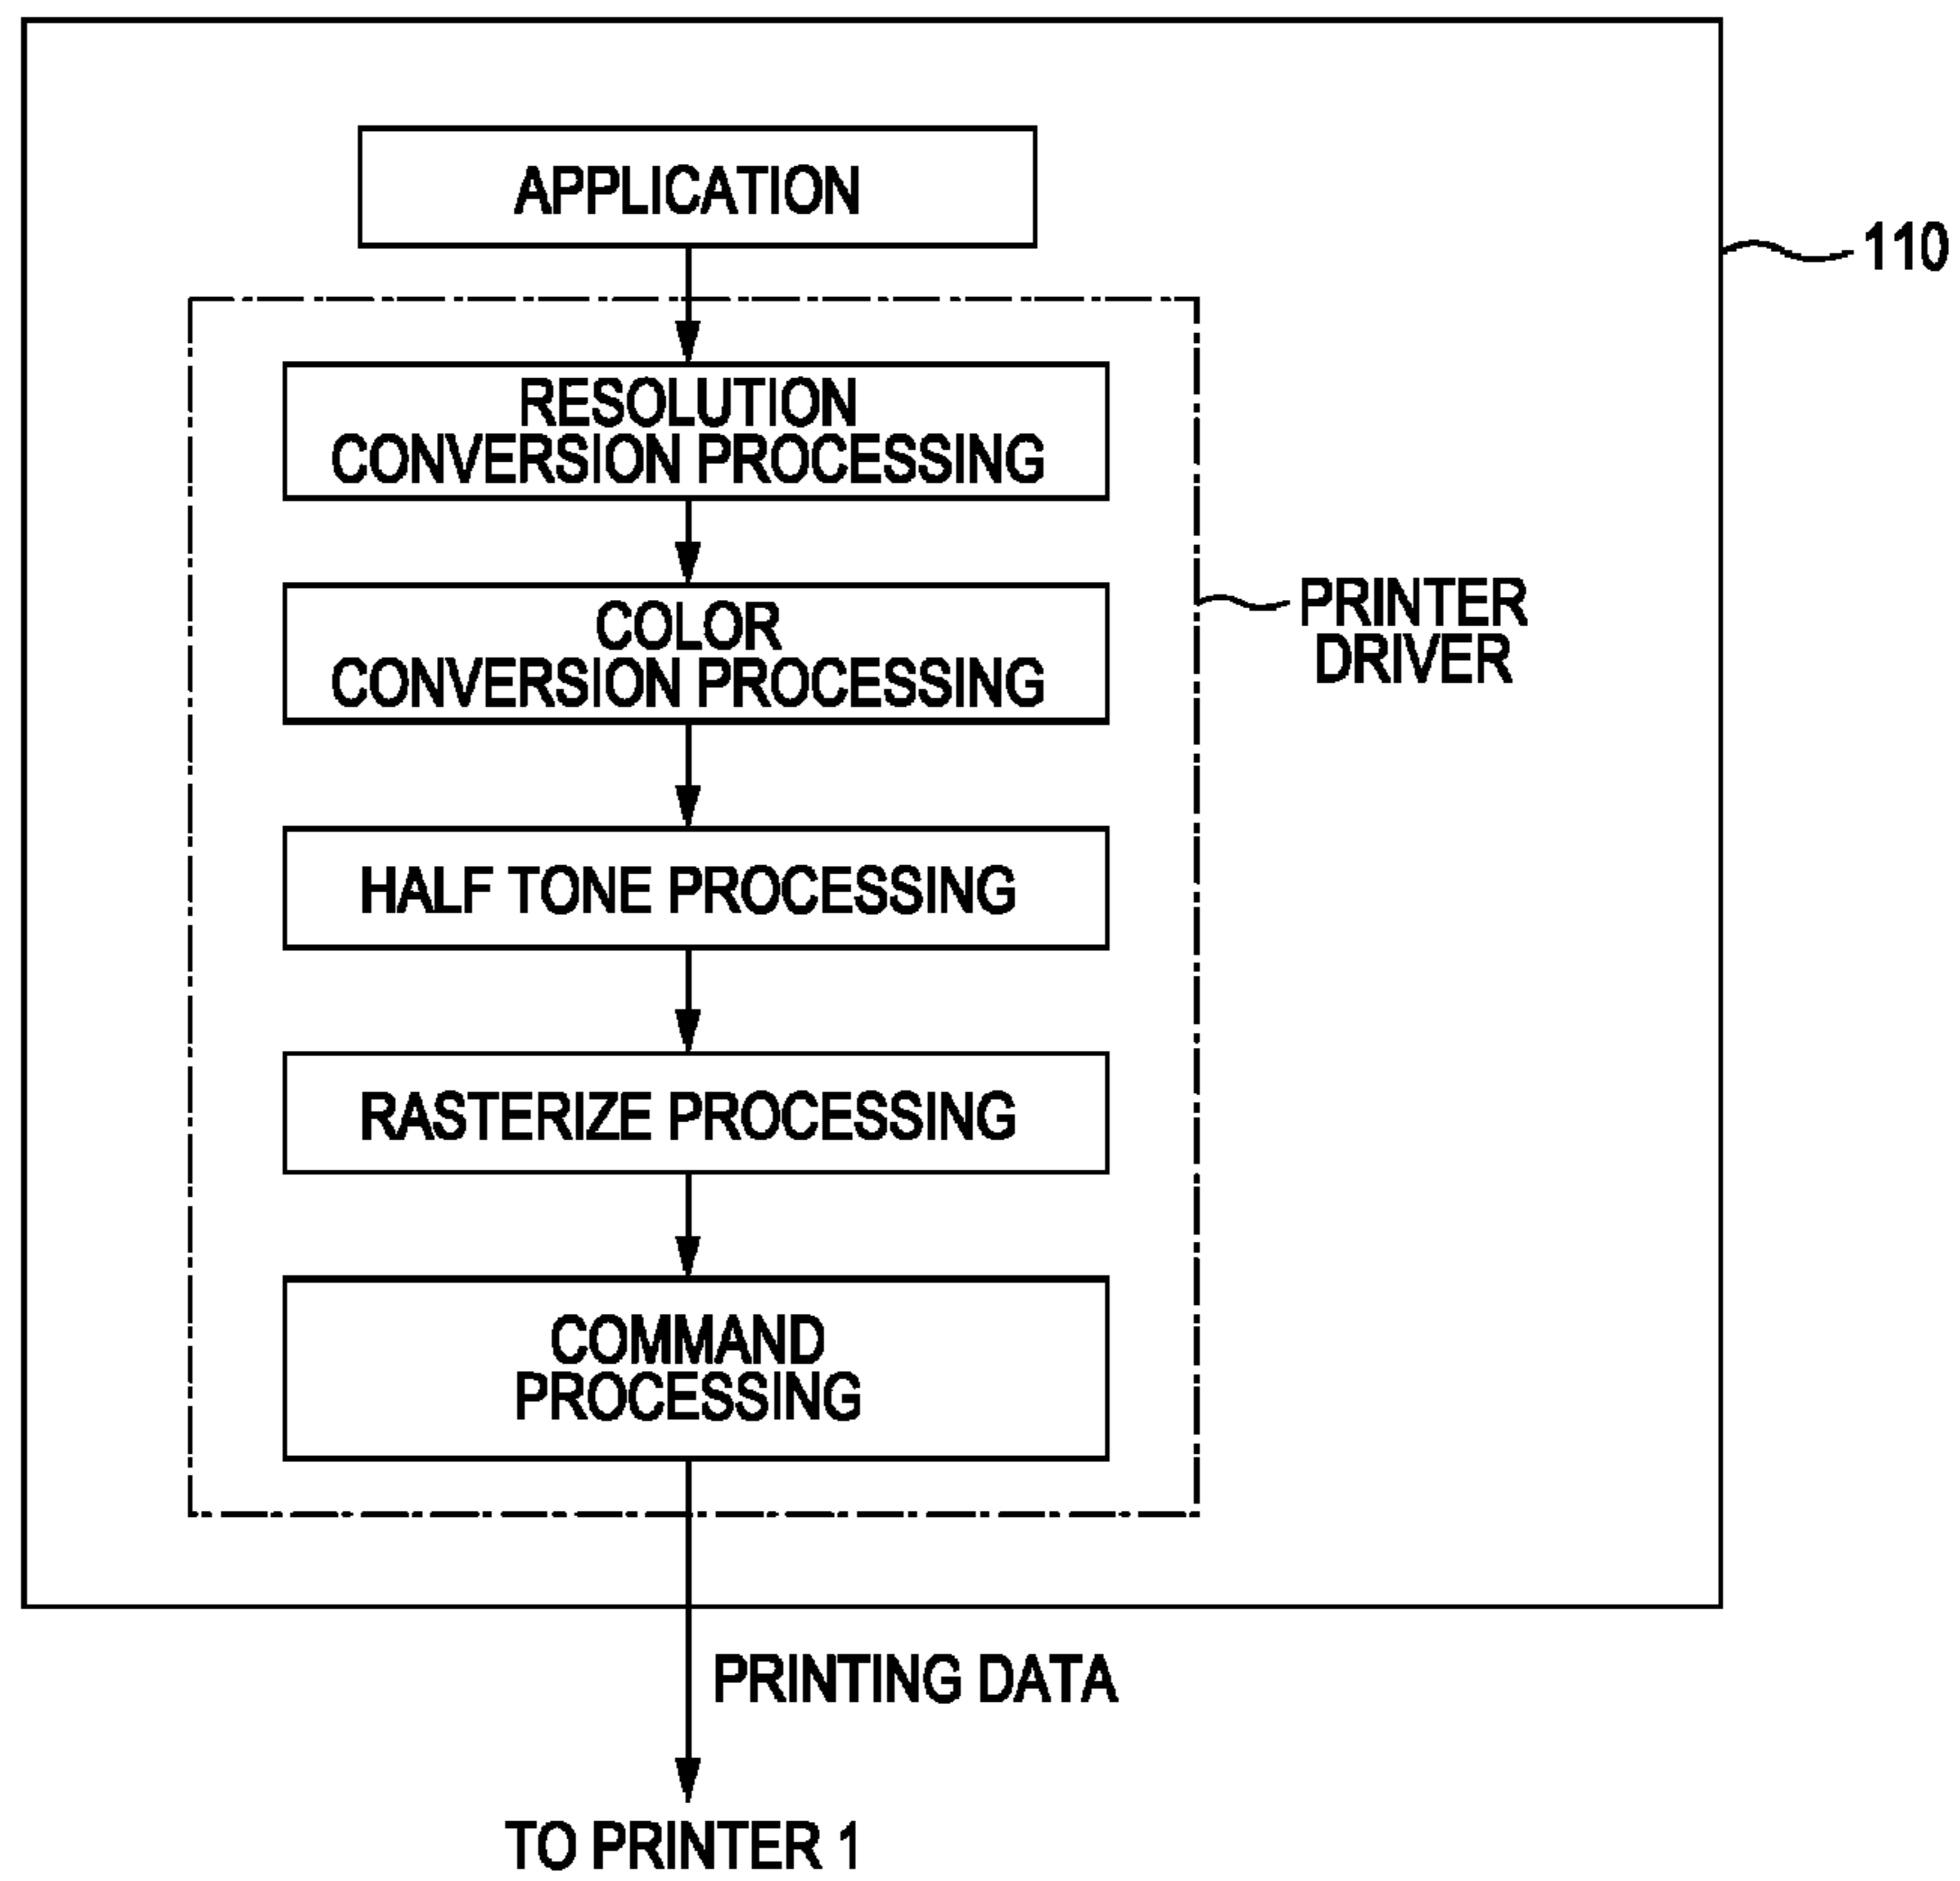 APPLICATION
110
RESOLUTION
CONVERSION PROCESSING
COLOR
CONVERSION PROCESSING
PRINTER
DRIVER
HALF TONE PROCESSING
RASTERIZE PROCESSING
COMMAND
PROCESSING
PRINTING DATA
TO PRINTER 1